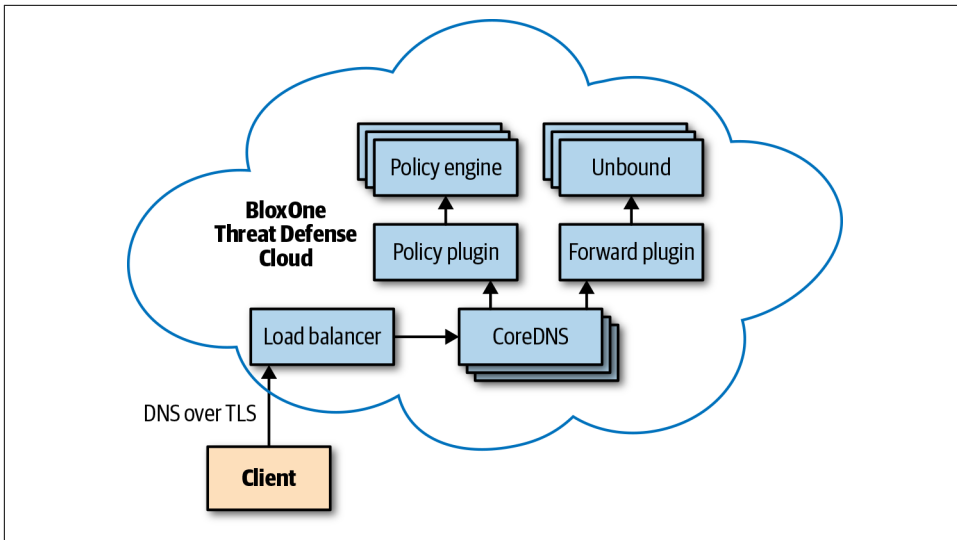 Policy engine
Unbound
BloxOne
Threat Defense
Cloud
Policy plugin
Forward plugin
Load balancer
CoreDNS
DNS over TLS
Client